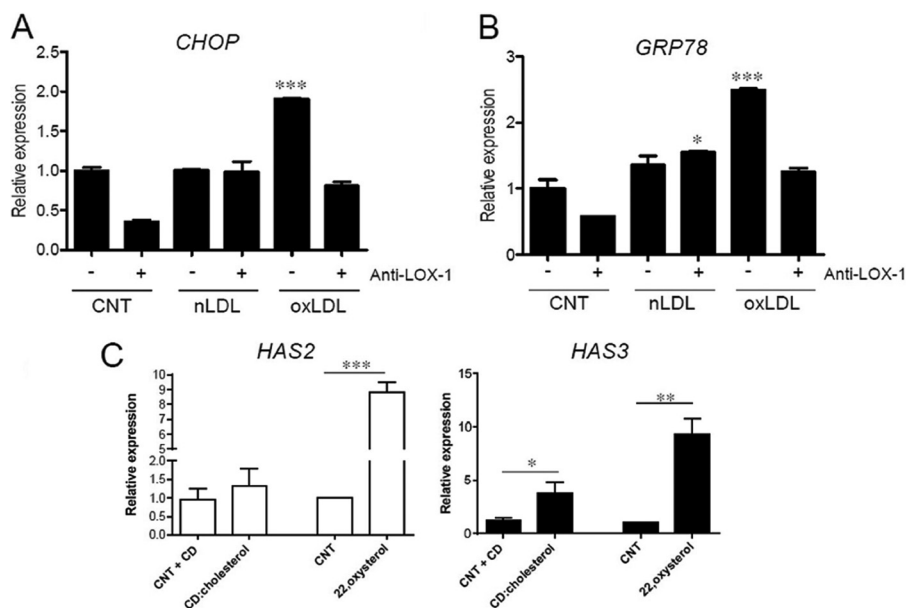 A
CHOP
Relative expression
2.5
2.0
1.5
1.0
0.5
0.0
***
- + - + - + Anti-LOX-1
CNT nLDL oxLDL
B
GRP78
Relative expression
3
2
1
0
* ***
- + - + - + Anti-LOX-1
CNT nLDL oxLDL
C
HAS2
Relative expression
10
9
8
7
6
5
2.0
1.5
1.0
0.5
0.0
***
CNT + CD
CD:cholesterol
CNT
22,oxysterol
HAS3
Relative expression
15
10
5
0
* **
CNT + CD
CD:cholesterol
CNT
22,oxysterol